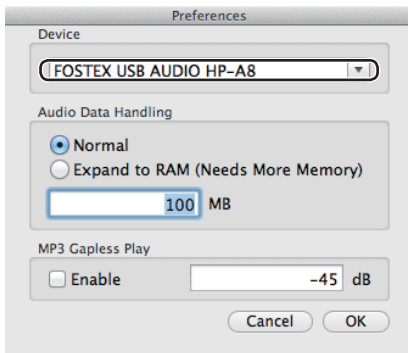 Preferences
Device
FOSTEX USB AUDIO HP-A8
Audio Data Handling
Normal
Expand to RAM (Needs More Memory)
100 MB
MP3 Gapless Play
Enable -45 dB
Cancel OK